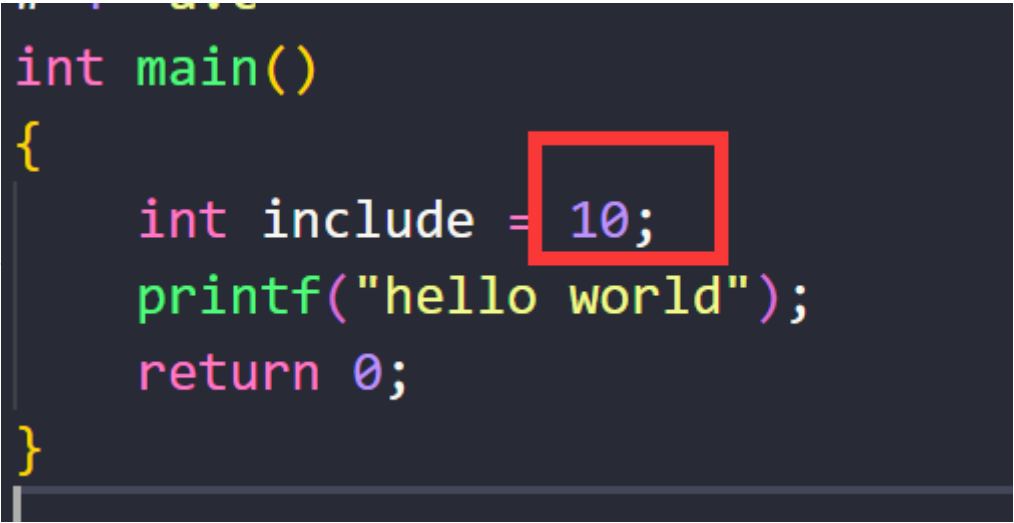 int main()
{
int include = 10;
printf("hello world");
return 0;
}